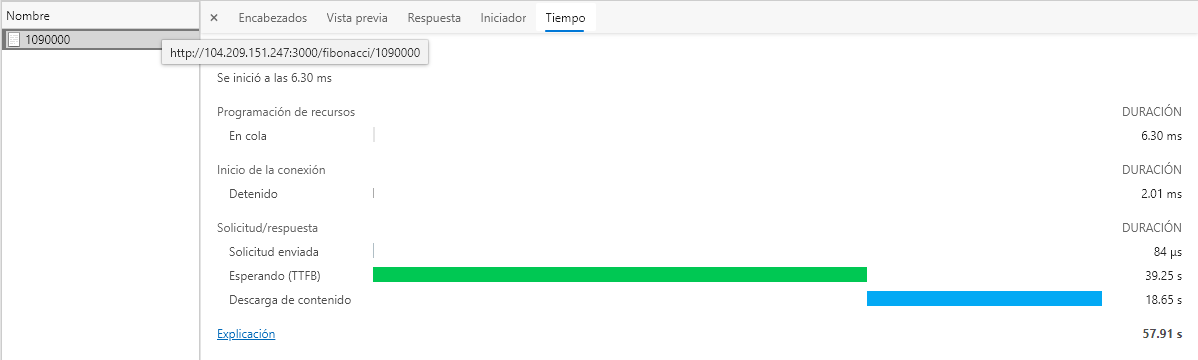 Nombre
× Encabezados Vista previa Respuesta Iniciador Tiempo
1090000
http://104.209.151.247:3000/fibonacci/1090000
Se inició a las 6.30 ms
Programación de recursos DURACIÓN
En cola 6.30 ms
Inicio de la conexión DURACIÓN
Detenido 2.01 ms
Solicitud/respuesta DURACIÓN
Solicitud enviada 84 µs
Esperando (TTFB) 39.25 s
Descarga de contenido 18.65 s
Explicación 57.91 s